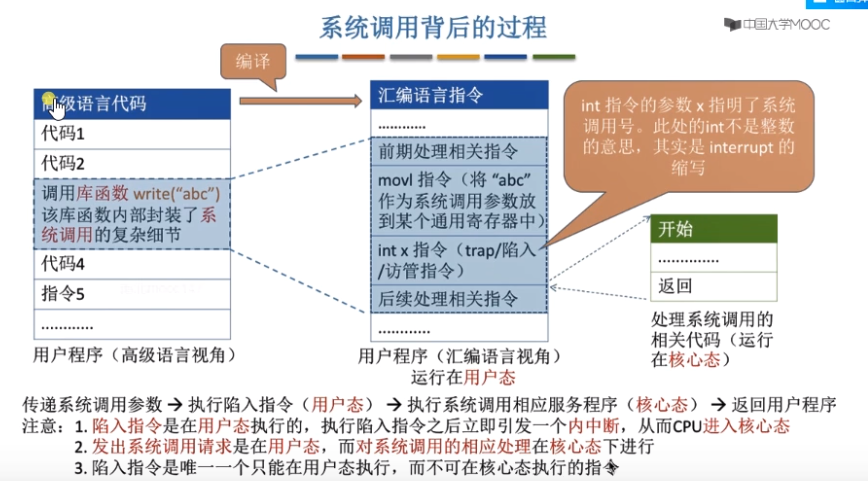 系统调用背后的过程
中国大学MOOC
编译
高级语言代码
代码1
代码2
调用库函数 write(“abc”)
该库函数内部封装了系
统调用的复杂细节
代码4
指令5
…………
用户程序（高级语言视角）
汇编语言指令
…………
前期处理相关指令
movl 指令（将 “abc”
作为系统调用参数放
到某个通用寄存器中）
int x 指令（trap/陷入
/访管指令）
后续处理相关指令
…………
用户程序（汇编语言视角）
运行在用户态
int 指令的参数 x 指明了系统
调用号。此处的int不是整数
的意思，其实是 interrupt 的
缩写
开始
…………..
返回
处理系统调用的
相关代码（运行
在核心态）
传递系统调用参数 → 执行陷入指令（用户态） → 执行系统调用相应服务程序（核心态） → 返回用户程序
注意：1. 陷入指令是在用户态执行的，执行陷入指令之后立即引发一个内中断，从而CPU进入核心态
2. 发出系统调用请求是在用户态，而对系统调用的相应处理在核心态下进行
3. 陷入指令是唯一一个只能在用户态执行，而不可在核心态执行的指令